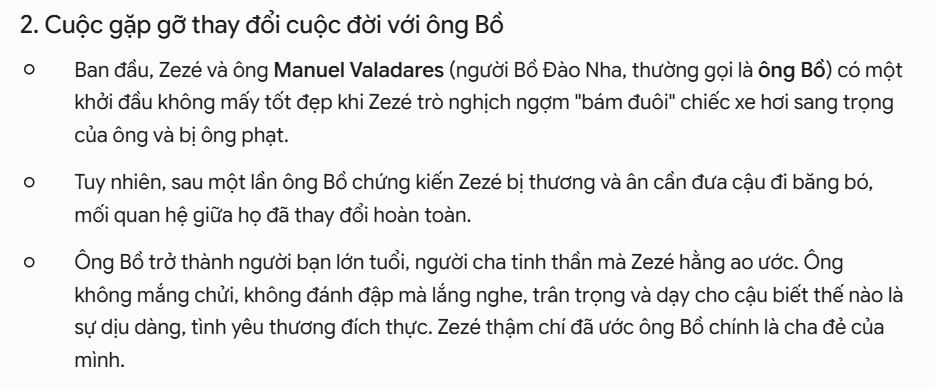 2. Cuộc gặp gỡ thay đổi cuộc đời với ông Bồ
Ban đầu, Zezé và ông Manuel Valadares (người Bồ Đào Nha, thường gọi là ông Bồ) có một
khởi đầu không mấy tốt đẹp khi Zezé trò nghịch ngợm "bám đuôi" chiếc xe hơi sang trọng
của ông và bị ông phạt.
Tuy nhiên, sau một lần ông Bồ chứng kiến Zezé bị thương và ân cần đưa cậu đi băng bó,
mối quan hệ giữa họ đã thay đổi hoàn toàn.
Ông Bồ trở thành người bạn lớn tuổi, người cha tinh thần mà Zezé hằng ao ước. Ông
không mắng chửi, không đánh đập mà lắng nghe, trân trọng và dạy cho cậu biết thế nào là
sự dịu dàng, tình yêu thương đích thực. Zezé thậm chí đã ước ông Bồ chính là cha đẻ của
mình.